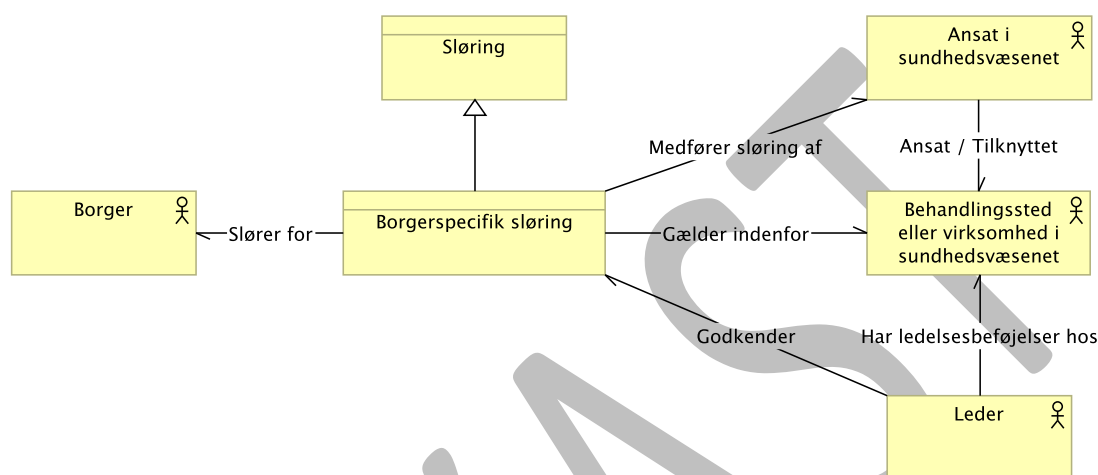 Sløring
Ansat i
sundhedsvæsenet
Medfører sløring af
Ansat / Tilknyttet
Borger
Slører for
Borgerspecifik sløring
Gælder indenfor
Behandlingssted
eller virksomhed i
sundhedsvæsenet
Godkender
Har ledelsesbeføjelser hos
Leder